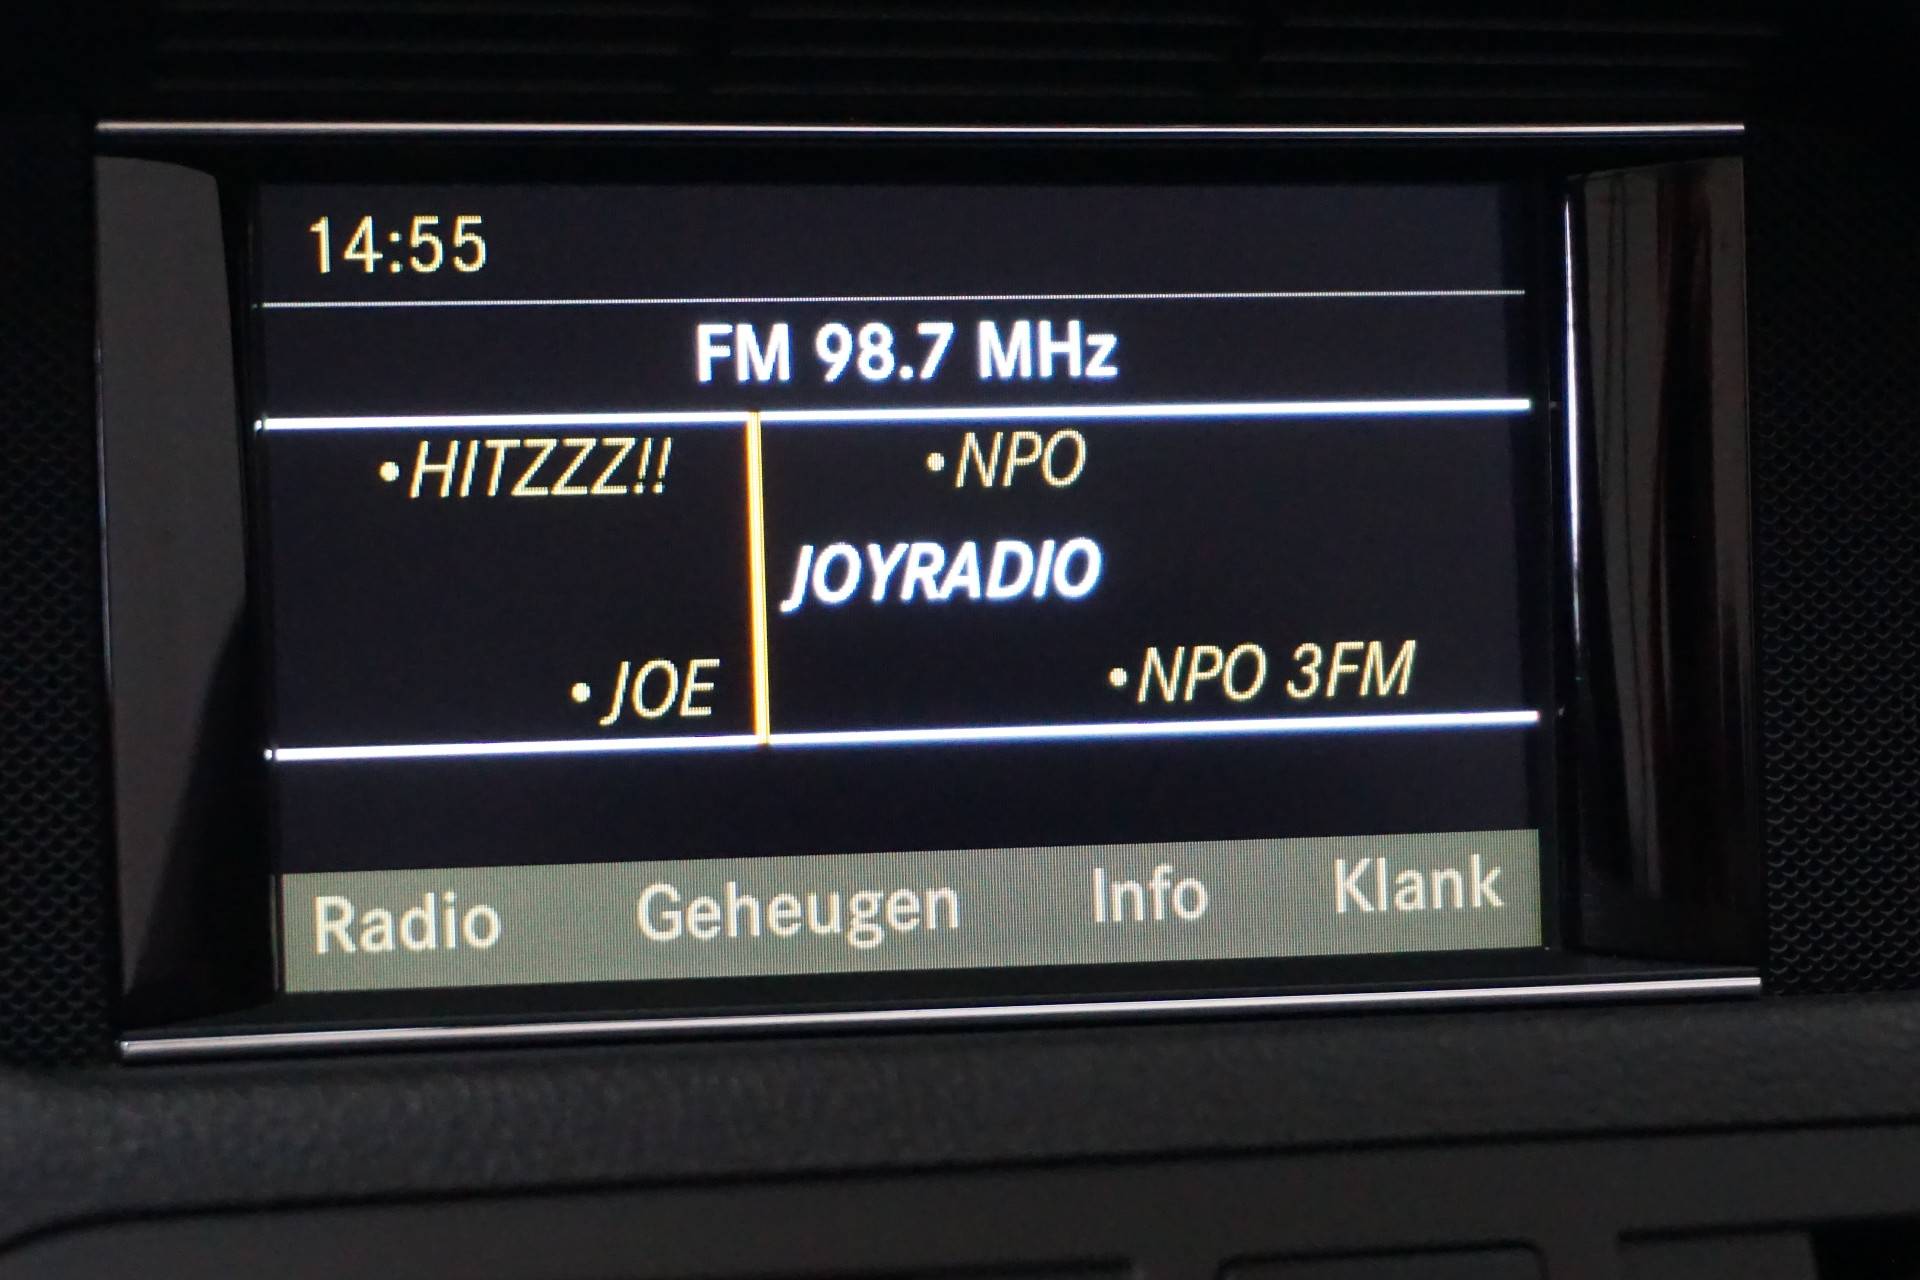 14:55
FM 98.7 MHz
•HITZZZ!! •NPO
JOYRADIO
•JOE •NPO 3FM
Radio Geheugen Info Klank